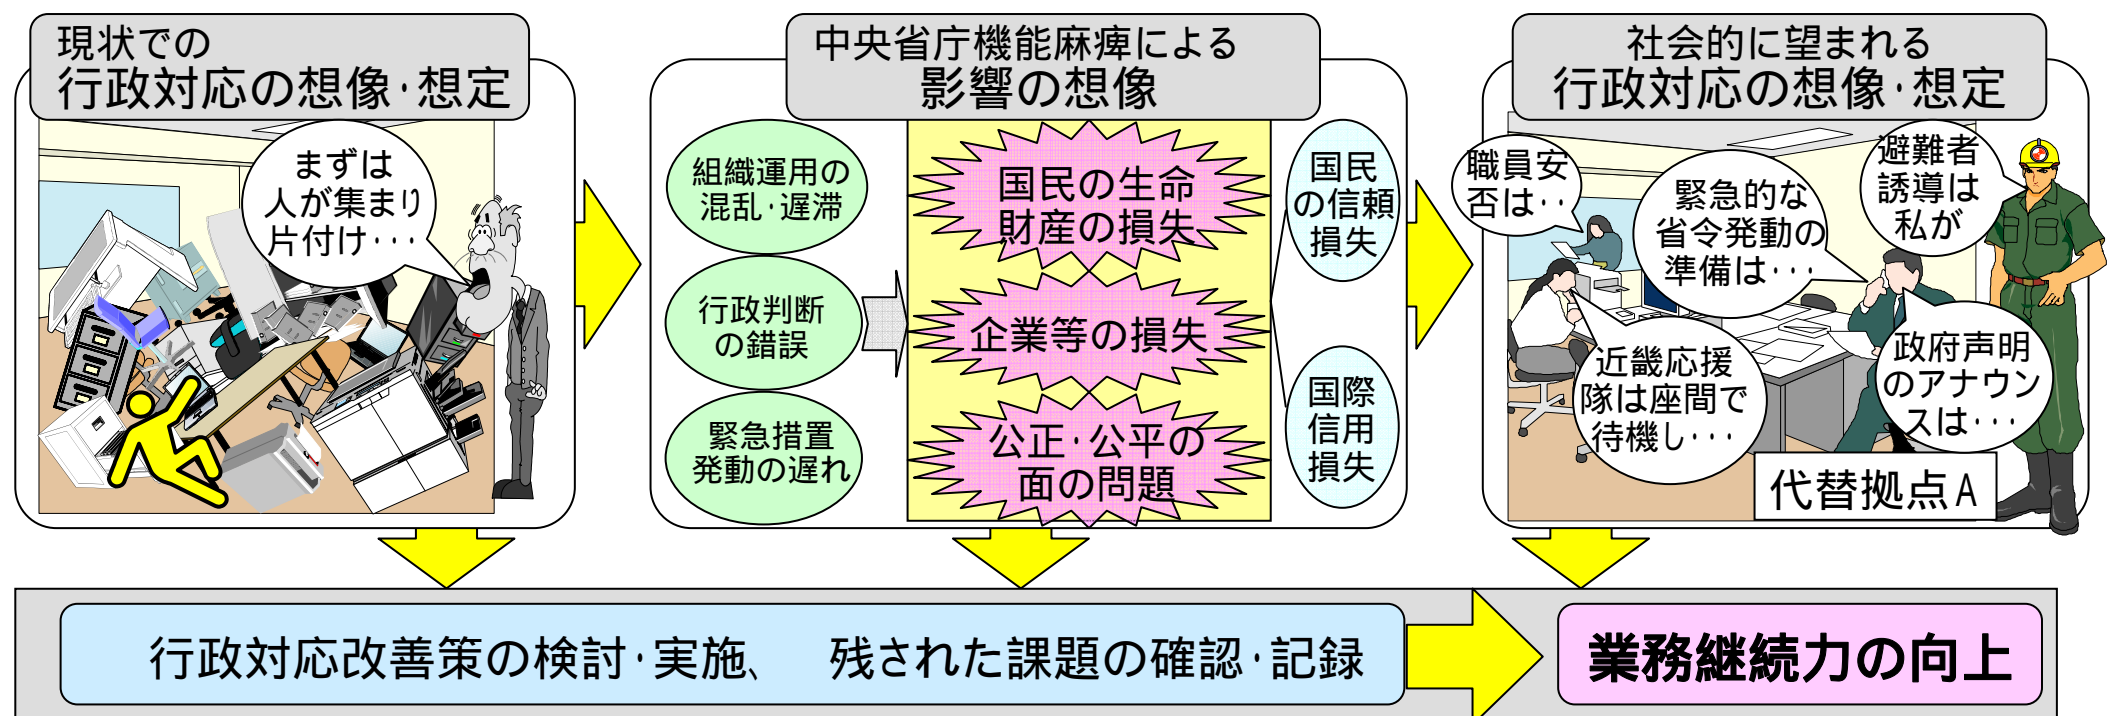 現状での
行政対応の想像・想定
まずは
人が集まり
片付け・・・
中央省庁機能麻痺による
影響の想像
組織運用の
混乱・遅滞
行政判断
の錯誤
緊急措置
発動の遅れ
国民の生命
財産の損失
企業等の損失
公正・公平の
面の問題
国民
の信頼
損失
国際
信用
損失
社会的に望まれる
行政対応の想像・想定
職員安
否は・・
緊急的な
省令発動の
準備は・・・
避難者
誘導は
私が
近畿応援
隊は座間で
待機し・・・
政府声明
のアナウン
スは・・・
代替拠点A
行政対応改善策の検討・実施、 残された課題の確認・記録
業務継続力の向上